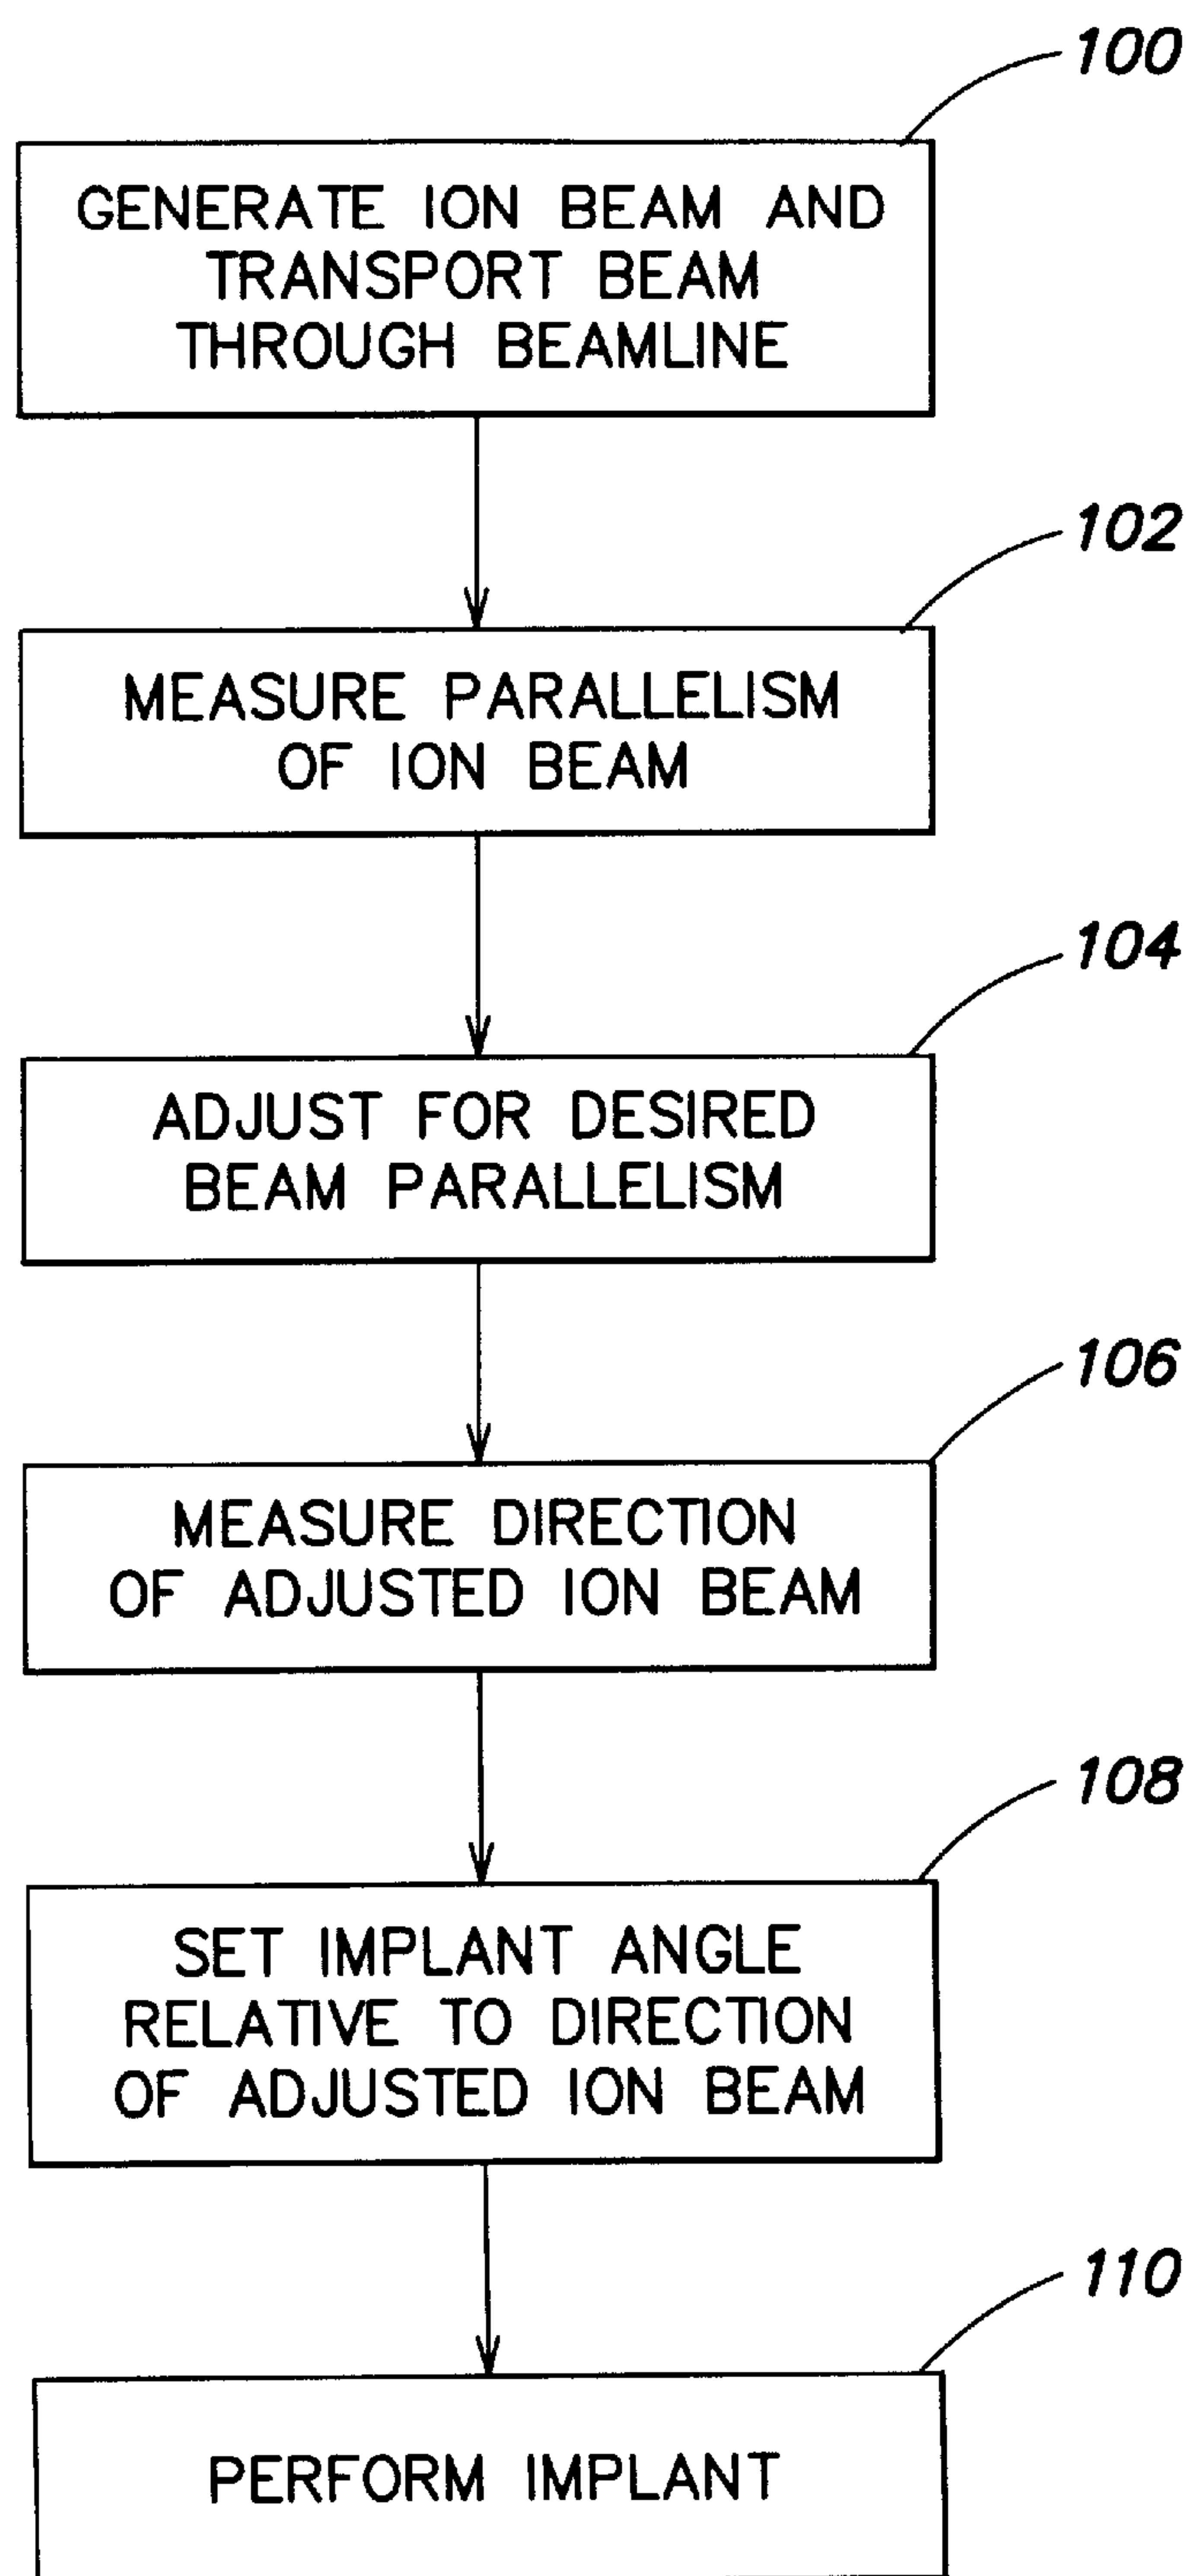 100
GENERATE ION BEAM AND
TRANSPORT BEAM
THROUGH BEAMLINE
102
MEASURE PARALLELISM
OF ION BEAM
104
ADJUST FOR DESIRED
BEAM PARALLELISM
106
MEASURE DIRECTION
OF ADJUSTED ION BEAM
108
SET IMPLANT ANGLE
RELATIVE TO DIRECTION
OF ADJUSTED ION BEAM
110
PERFORM IMPLANT